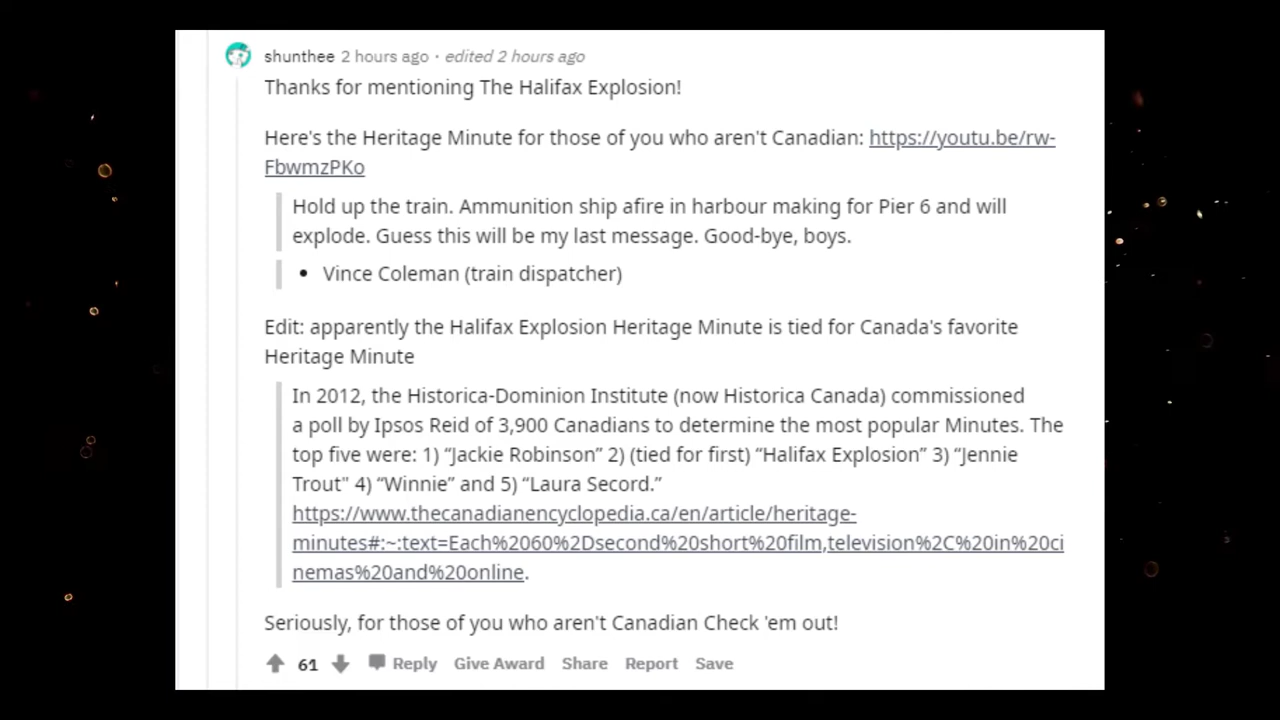 shunthee 2 hours ago · edited 2 hours ago
Thanks for mentioning The Halifax Explosion!
Here's the Heritage Minute for those of you who aren't Canadian: https://youtu.be/rw-
FbwmzPKo
Hold up the train. Ammunition ship afire in harbour making for Pier 6 and will
explode. Guess this will be my last message. Good-bye, boys.
• Vince Coleman (train dispatcher)
Edit: apparently the Halifax Explosion Heritage Minute is tied for Canada's favorite
Heritage Minute
In 2012, the Historica-Dominion Institute (now Historica Canada) commissioned
a poll by Ipsos Reid of 3,900 Canadians to determine the most popular Minutes. The
top five were: 1) “Jackie Robinson” 2) (tied for first) “Halifax Explosion” 3) “Jennie
Trout" 4) “Winnie” and 5) “Laura Secord.”
https://www.thecanadianencyclopedia.ca/en/article/heritage-
minutes#:~:text=Each%2060%2Dsecond%20short%20film,television%2C%20in%20ci
nemas%20and%20online.
Seriously, for those of you who aren't Canadian Check 'em out!
61 Reply Give Award Share Report Save